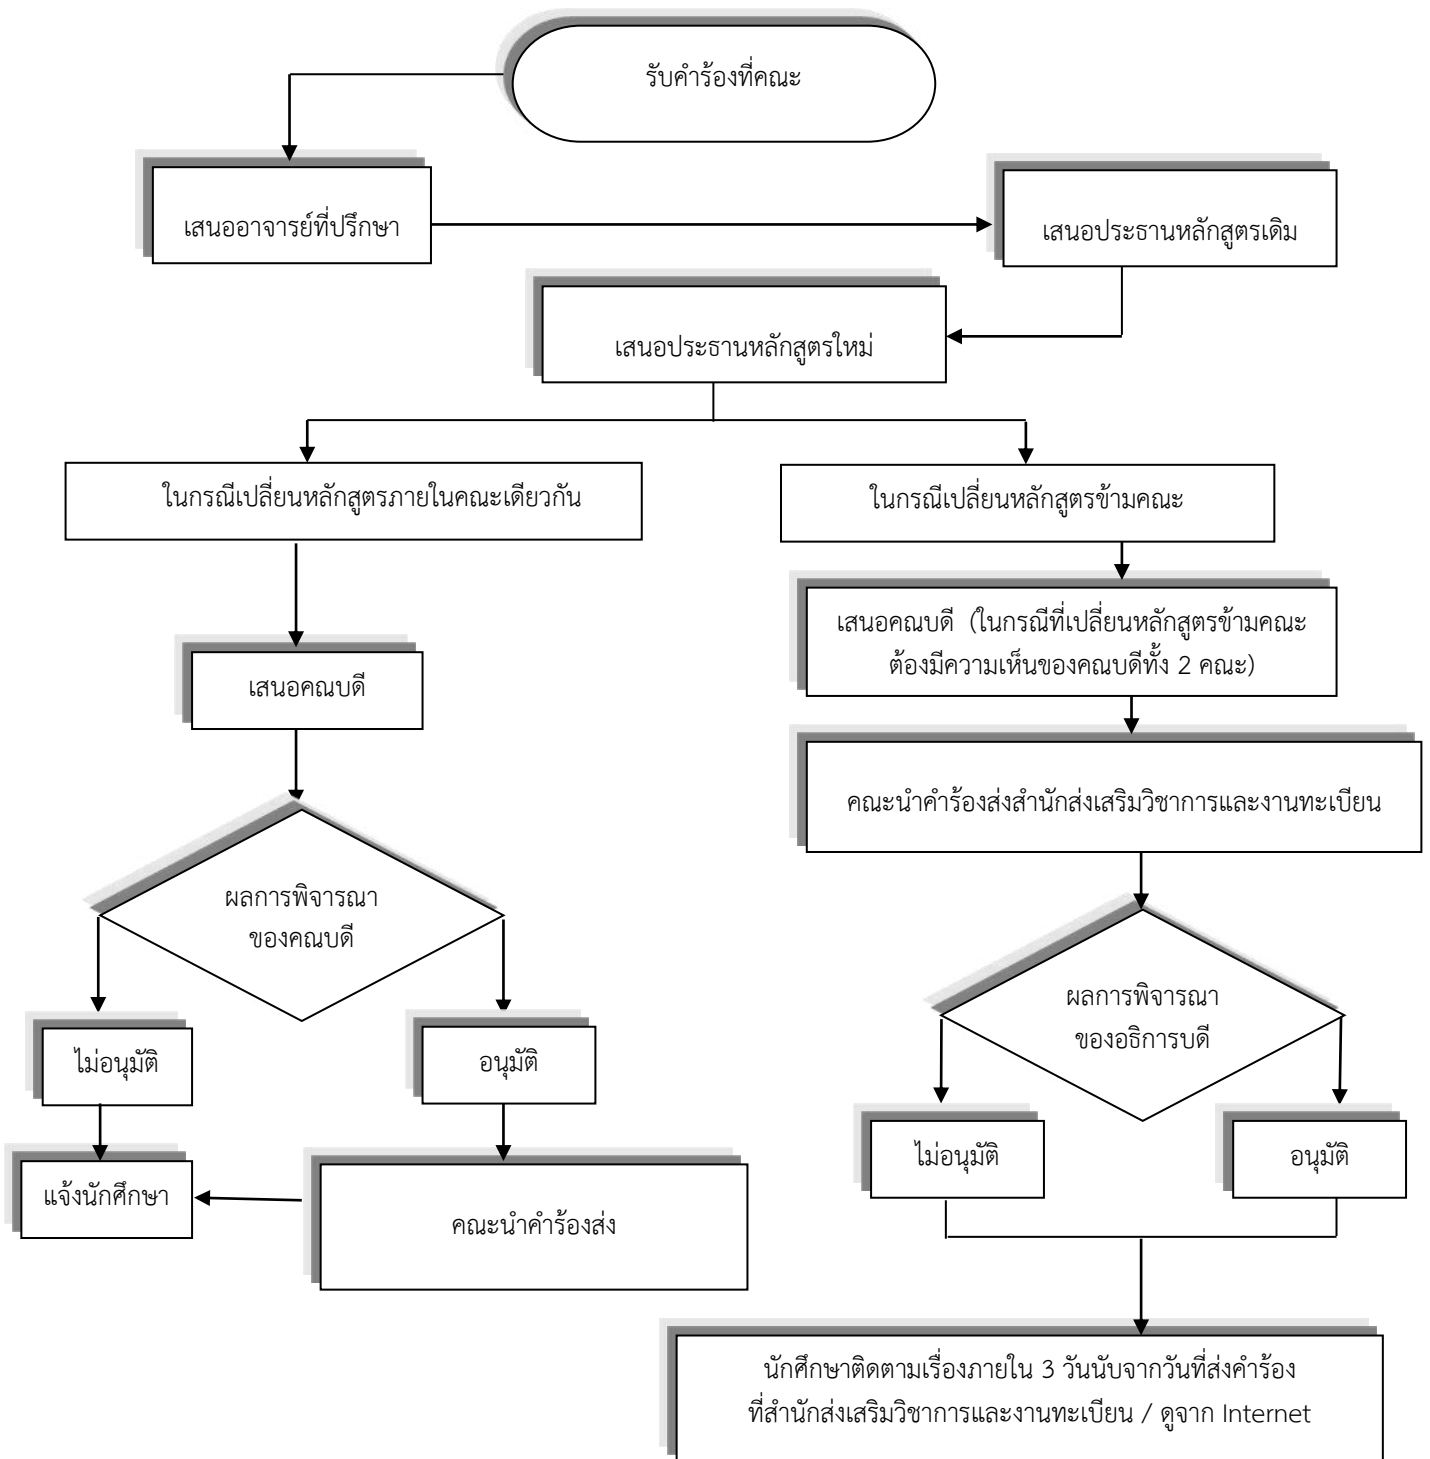 รับคำร้องที่คณะ
เสนออาจารย์ที่ปรึกษา
เสนอประธานหลักสูตรเดิม
เสนอประธานหลักสูตรใหม่
ในกรณีเปลี่ยนหลักสูตรภายในคณะเดียวกัน
ในกรณีเปลี่ยนหลักสูตรข้ามคณะ
เสนอคณบดี
เสนอคณบดี (ในกรณีที่เปลี่ยนหลักสูตรข้ามคณะ
ต้องมีความเห็นของคณบดีทั้ง 2 คณะ)
คณะนำคำร้องส่งสำนักส่งเสริมวิชาการและงานทะเบียน
ผลการพิจารณา
ของคณบดี
ผลการพิจารณา
ของอธิการบดี
ไม่อนุมัติ
อนุมัติ
ไม่อนุมัติ
อนุมัติ
แจ้งนักศึกษา
คณะนำคำร้องส่ง
นักศึกษาติดตามเรื่องภายใน 3 วันนับจากวันที่ส่งคำร้อง
ที่สำนักส่งเสริมวิชาการและงานทะเบียน / ดูจาก Internet